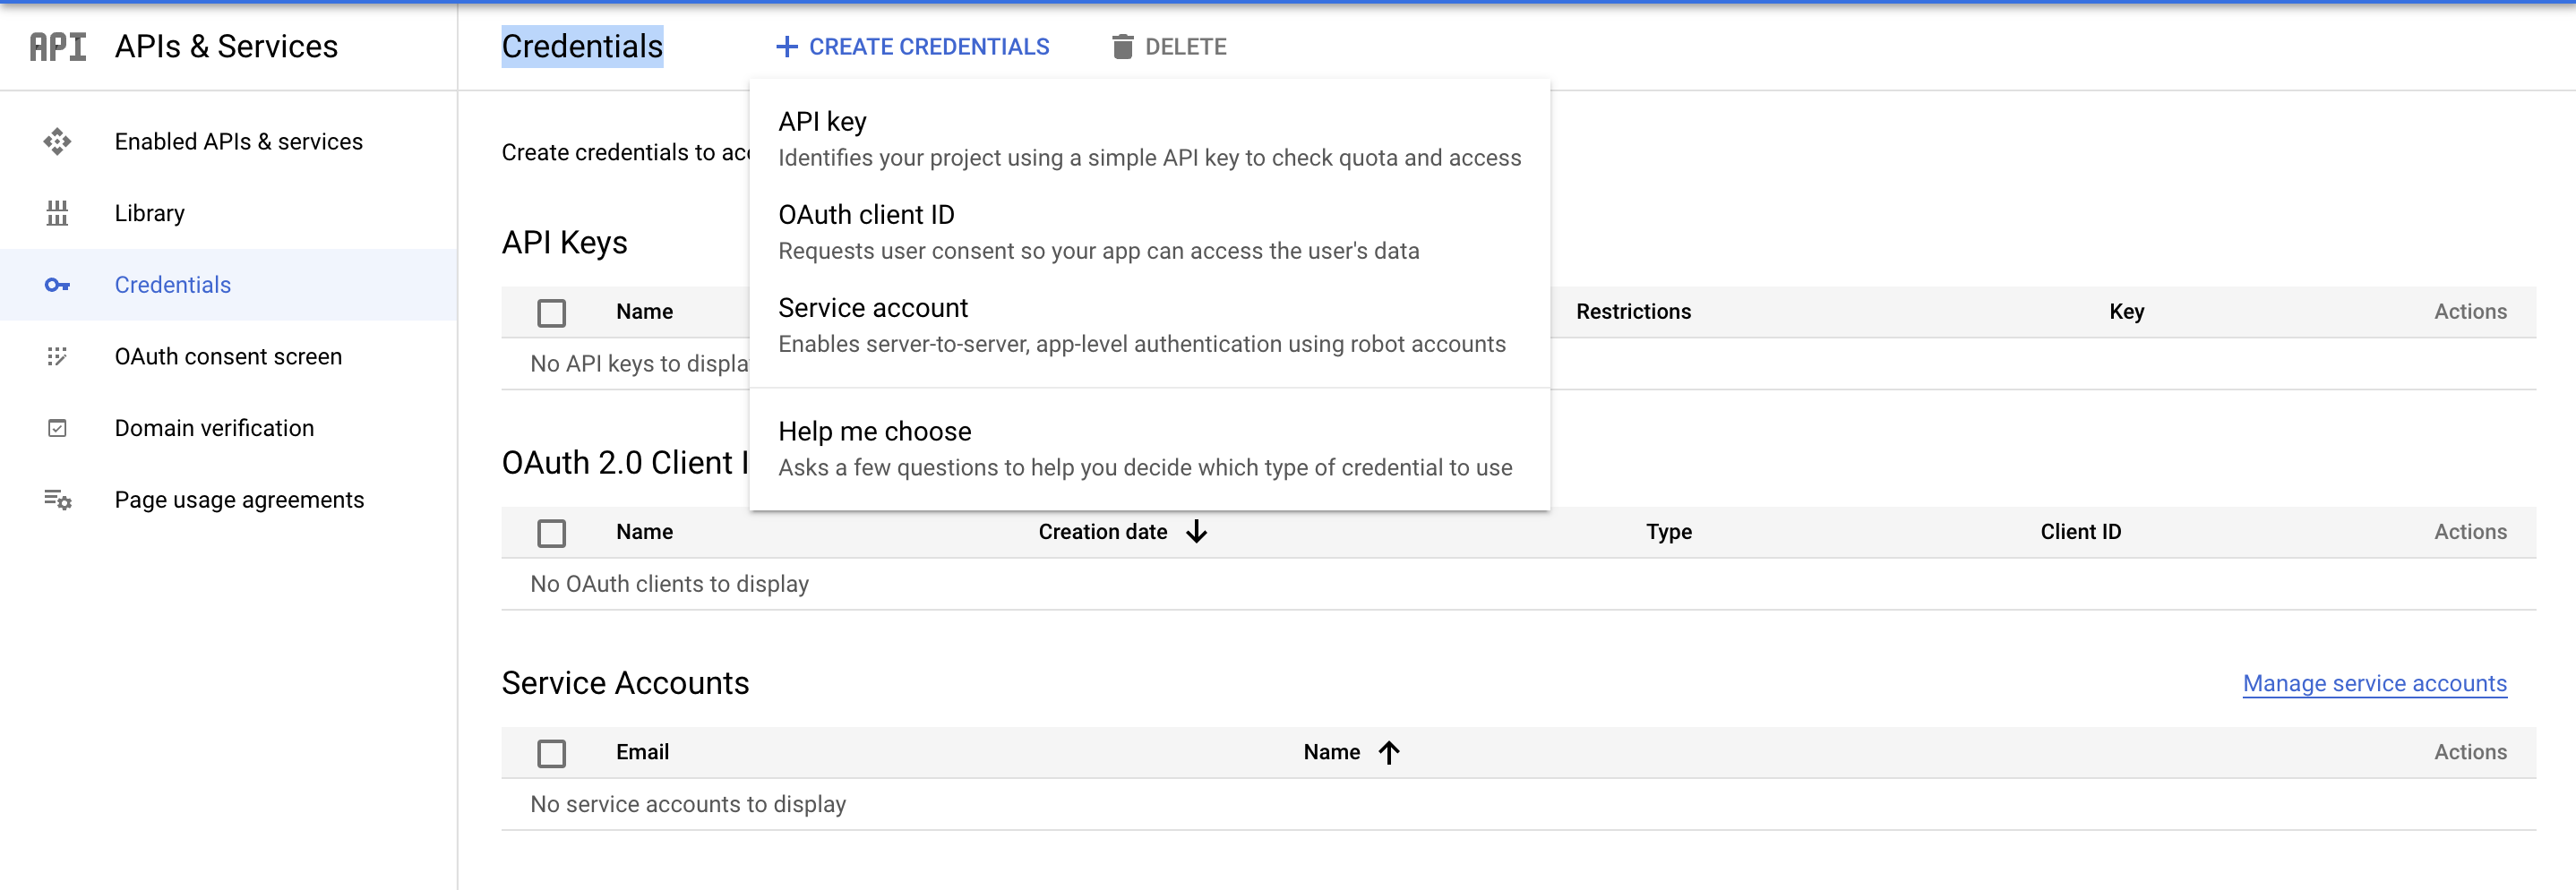 API APIs & Services
Enabled APIs & services
Library
Credentials
OAuth consent screen
Domain verification
Page usage agreements
Credentials
CREATE CREDENTIALS
DELETE
API key
Identifies your project using a simple API key to check quota and access
OAuth client ID
Requests user consent so your app can access the user's data
Service account
Enables server-to-server, app-level authentication using robot accounts
Help me choose
Asks a few questions to help you decide which type of credential to use
Create credentials to
API Keys
Name Restrictions Key Actions
No API keys to
OAuth 2.0 Client
Name Creation date Type Client ID Actions
No OAuth clients to display
Service Accounts Manage service accounts
Email Name Actions
No service accounts to display